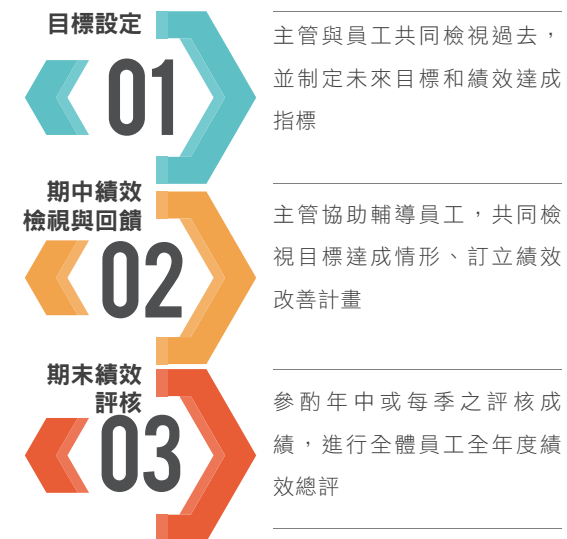 目標設定
01
主管與員工共同檢視過去，
並制定未來目標和績效達成
指標
期中績效
檢視與回饋
02
主管協助輔導員工，共同檢
視目標達成情形、訂立績效
改善計畫
期末績效
評核
03
參酌年中或每季之評核成
績，進行全體員工全年度績
效總評